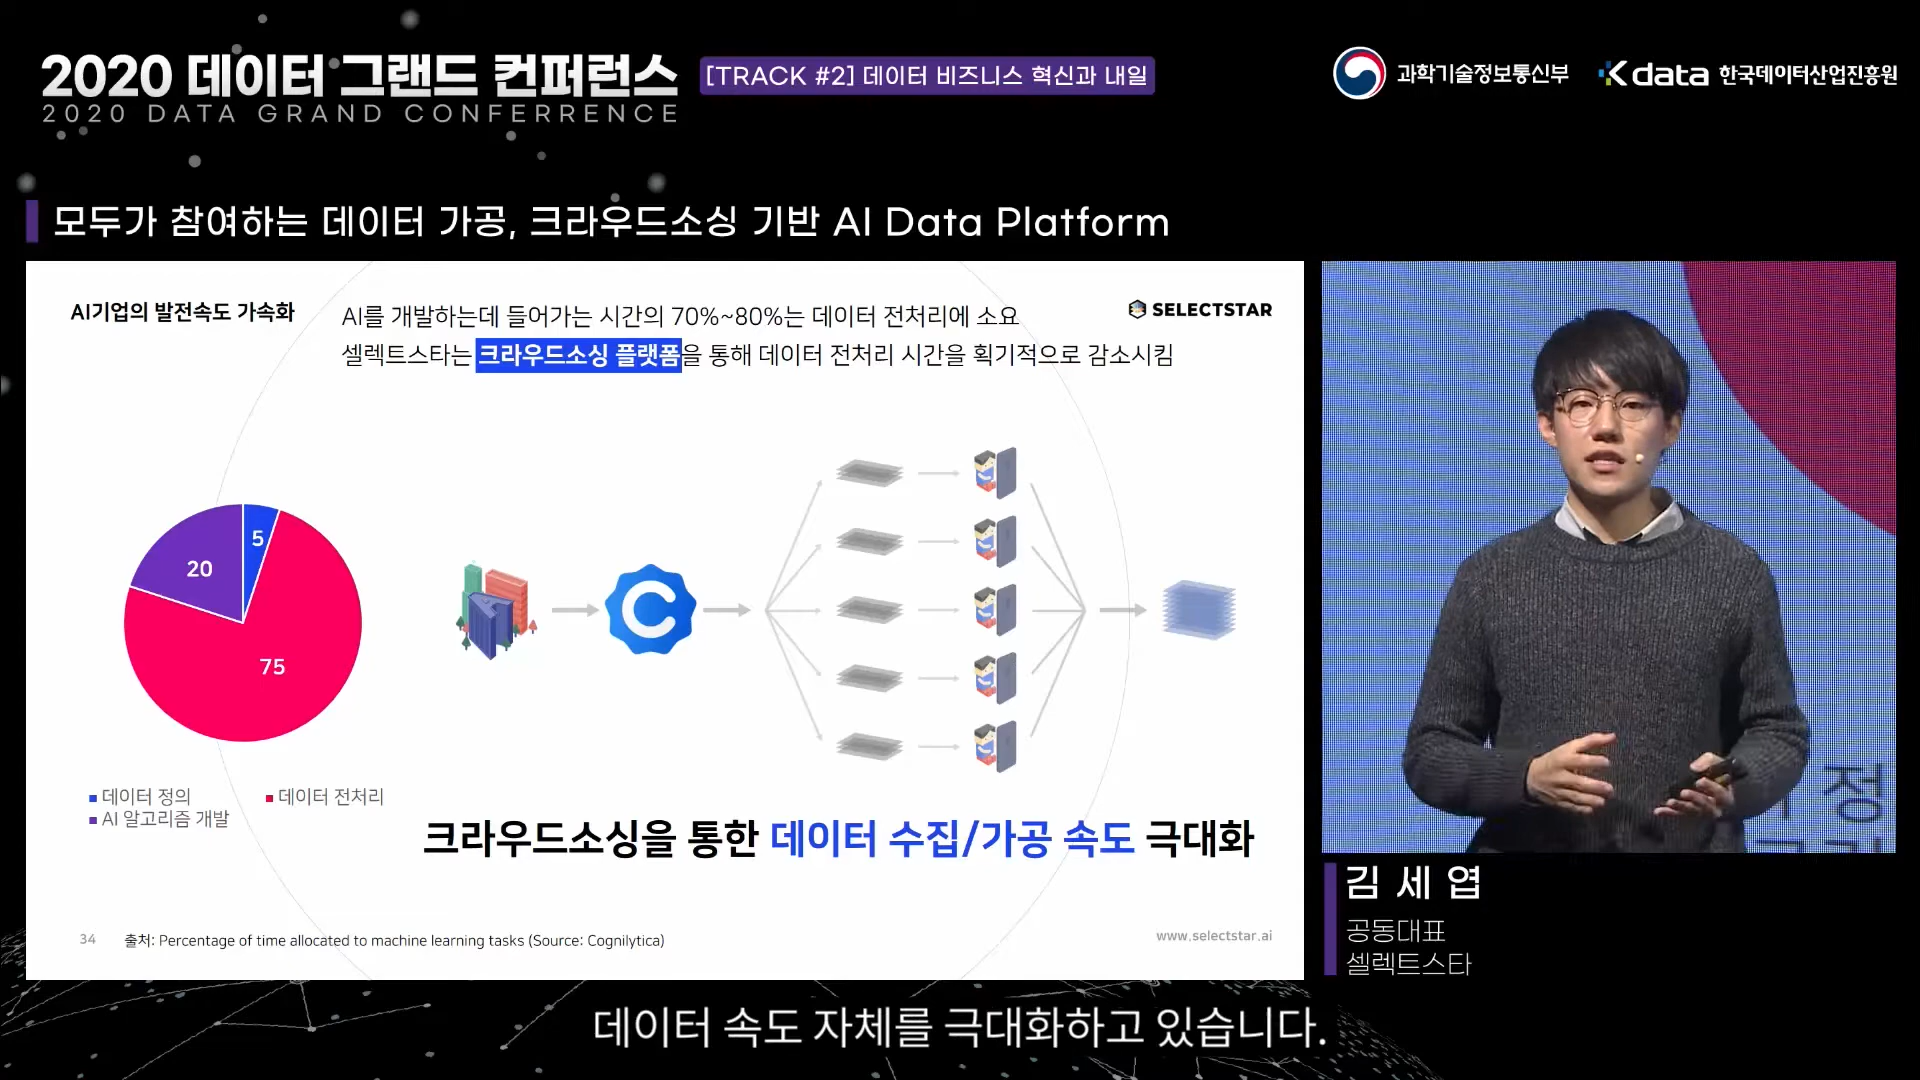 2020 데이터 그랜드 컨퍼런스
2020 DATA GRAND CONFERRENCE
[TRACK #2] 데이터 비즈니스 혁신과 내일
과학기술정보통신부
Kdata 한국데이터산업진흥원
모두가 참여하는 데이터 가공, 크라우드소싱 기반 AI Data Platform
AI기업의 발전속도 가속화
AI를 개발하는데 들어가는 시간의 70%~80%는 데이터 전처리에 소요
셀렉트스타는 크라우드소싱 플랫폼을 통해 데이터 전처리 시간을 획기적으로 감소시킴
SELECTSTAR
5
20
75
데이터 정의
데이터 전처리
AI 알고리즘 개발
크라우드소싱을 통한 데이터 수집/가공 속도 극대화
34
출처: Percentage of time allocated to machine learning tasks (Source: Cognilytica)
www.selectstar.ai
정
김세엽
공동대표
셀렉트스타
데이터 속도 자체를 극대화하고 있습니다.